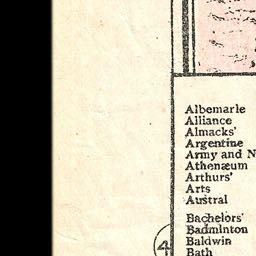 Albemarle
Alliance
Almacks'
Argentine
Army and N
Athenæum
Arthurs'
Arts
Austral
Bachelors'
Badminton
Baldwin
4
Bath